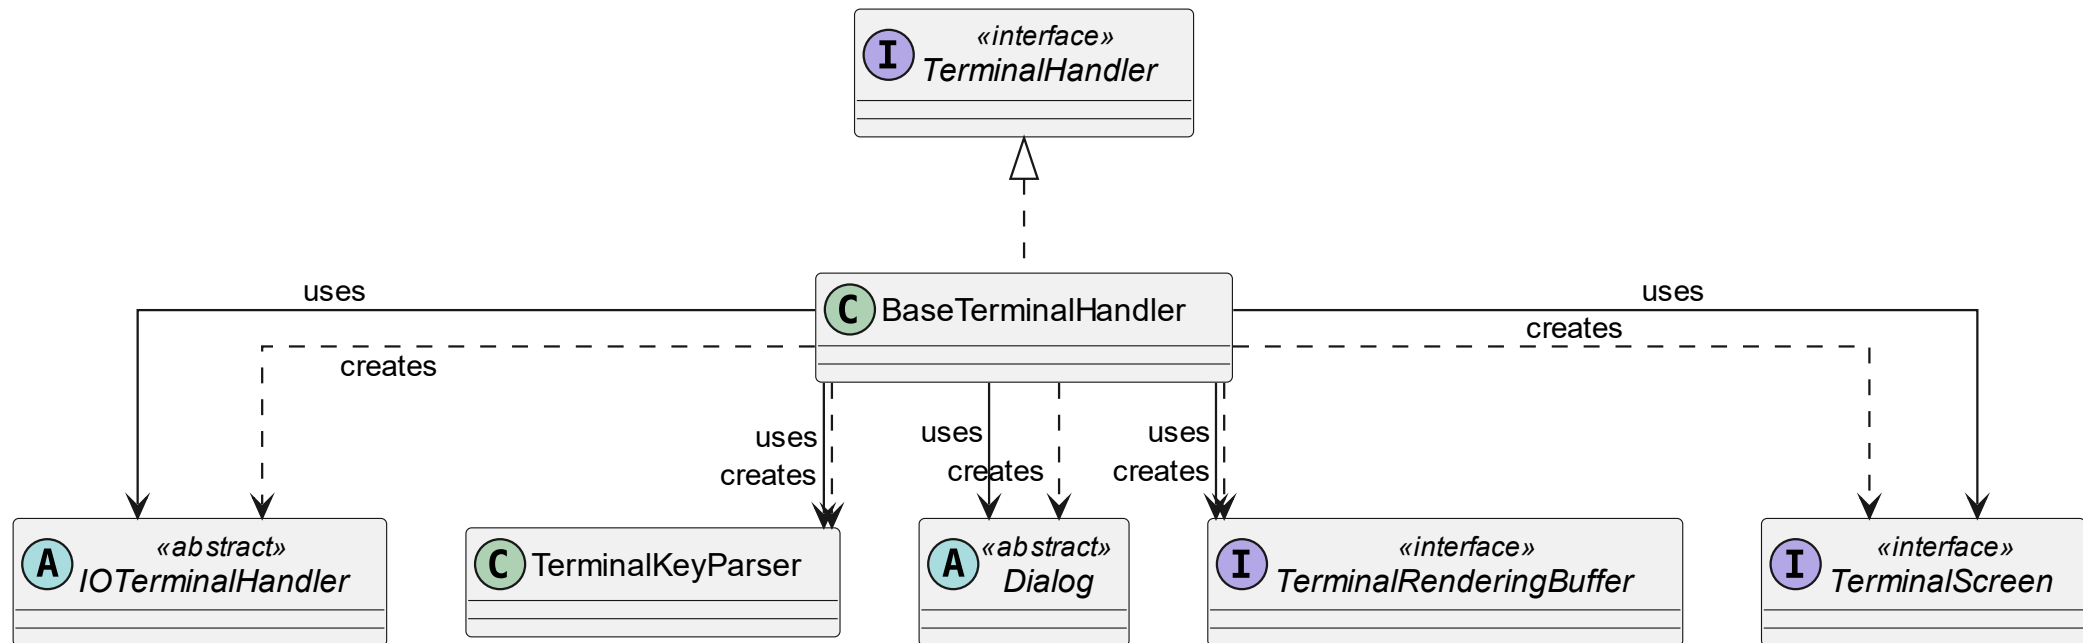 «interface»
I TerminalHandler
uses
C BaseTerminalHandler
uses
creates
creates
uses
creates
uses
creates
uses
creates
«abstract»
A IOTerminalHandler
C TerminalKeyParser
«abstract»
A Dialog
«interface»
I TerminalRenderingBuffer
«interface»
I TerminalScreen